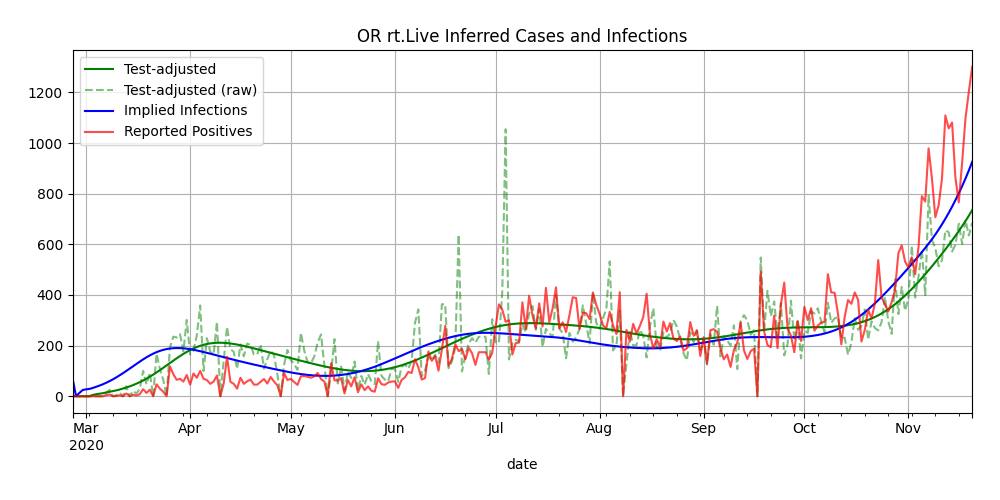 OR rt.Live Inferred Cases and Infections
Test-adjusted
Test-adjusted (raw)
Implied Infections
Reported Positives
1200
1000
800
600
400
200
0
Mar Apr May Jun Jul Aug Sep Oct Nov
2020
date